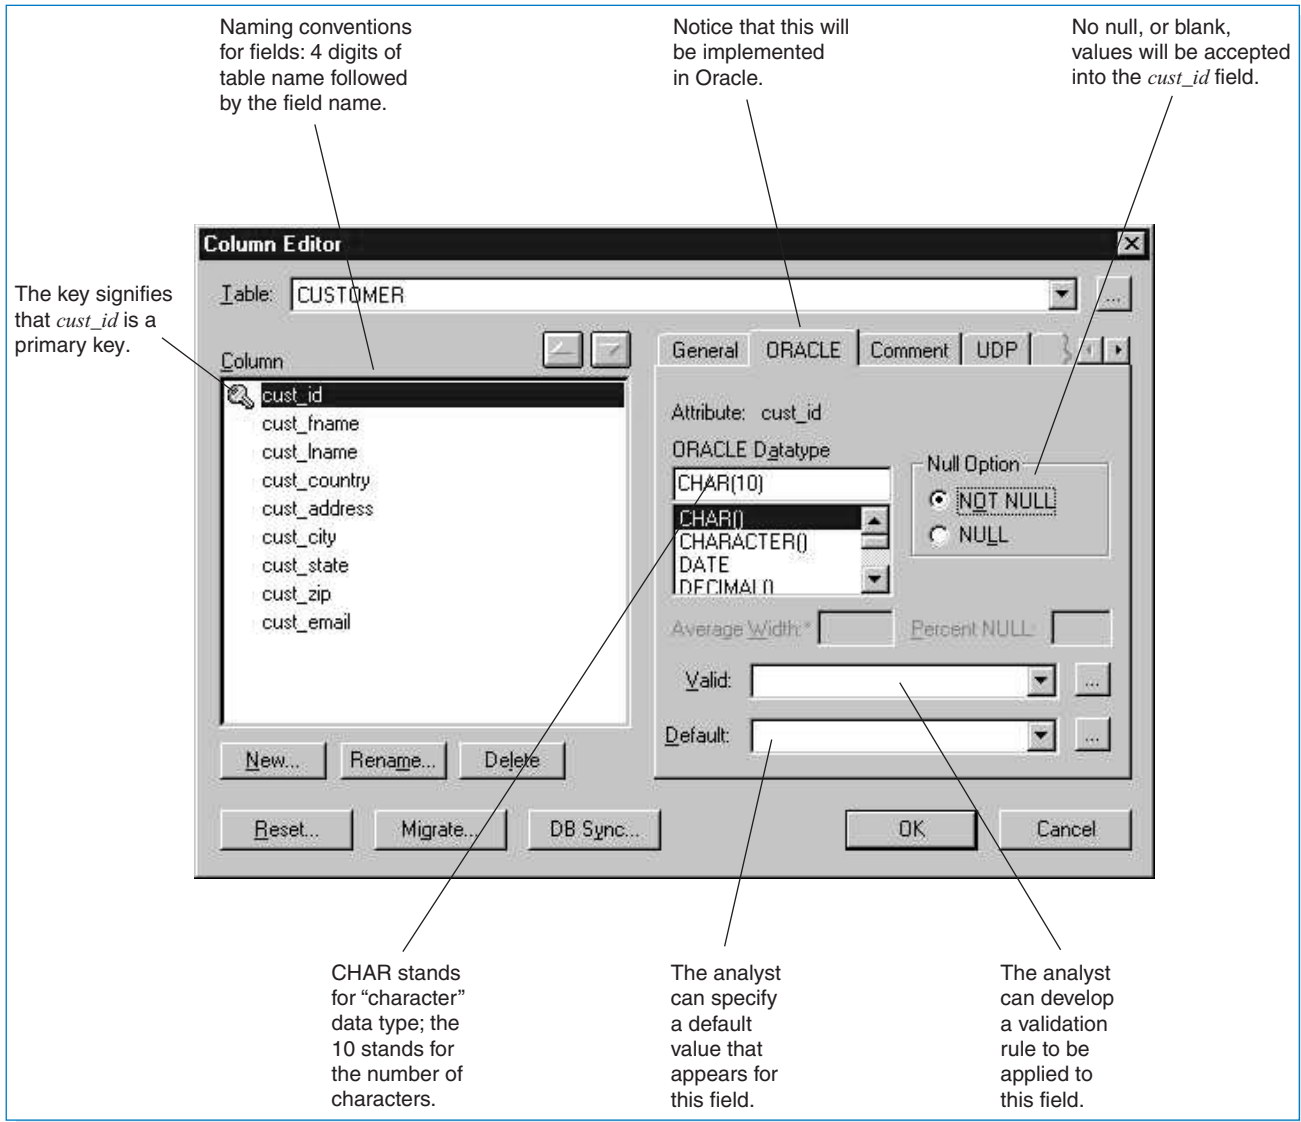 Naming conventions
for fields: 4 digits of
table name followed
by the field name.
Notice that this will
be implemented
in Oracle.
No null, or blank,
values will be accepted
into the cust_id field.
The key signifies
that cust_id is a
primary key.
Column Editor
Table:
CUSTOMER
...
Column
cust_id
cust_fname
cust_lname
cust_country
cust_address
cust_city
cust_state
cust_zip
cust_email
New...
Rename...
Delete
General
ORACLE
Comment
UDP
Attribute: cust_id
ORACLE Datatype
CHAR(10)
CHAR()
CHARACTER()
DATE
DECIMAL()
Null Option
NOT NULL
NULL
Average Width:*
Percent NULL:
Valid:
...
Default:
...
Reset...
Migrate...
DB Sync...
OK
Cancel
CHAR stands
for “character”
data type; the
10 stands for
the number of
characters.
The analyst
can specify
a default
value that
appears for
this field.
The analyst
can develop
a validation
rule to be
applied to
this field.